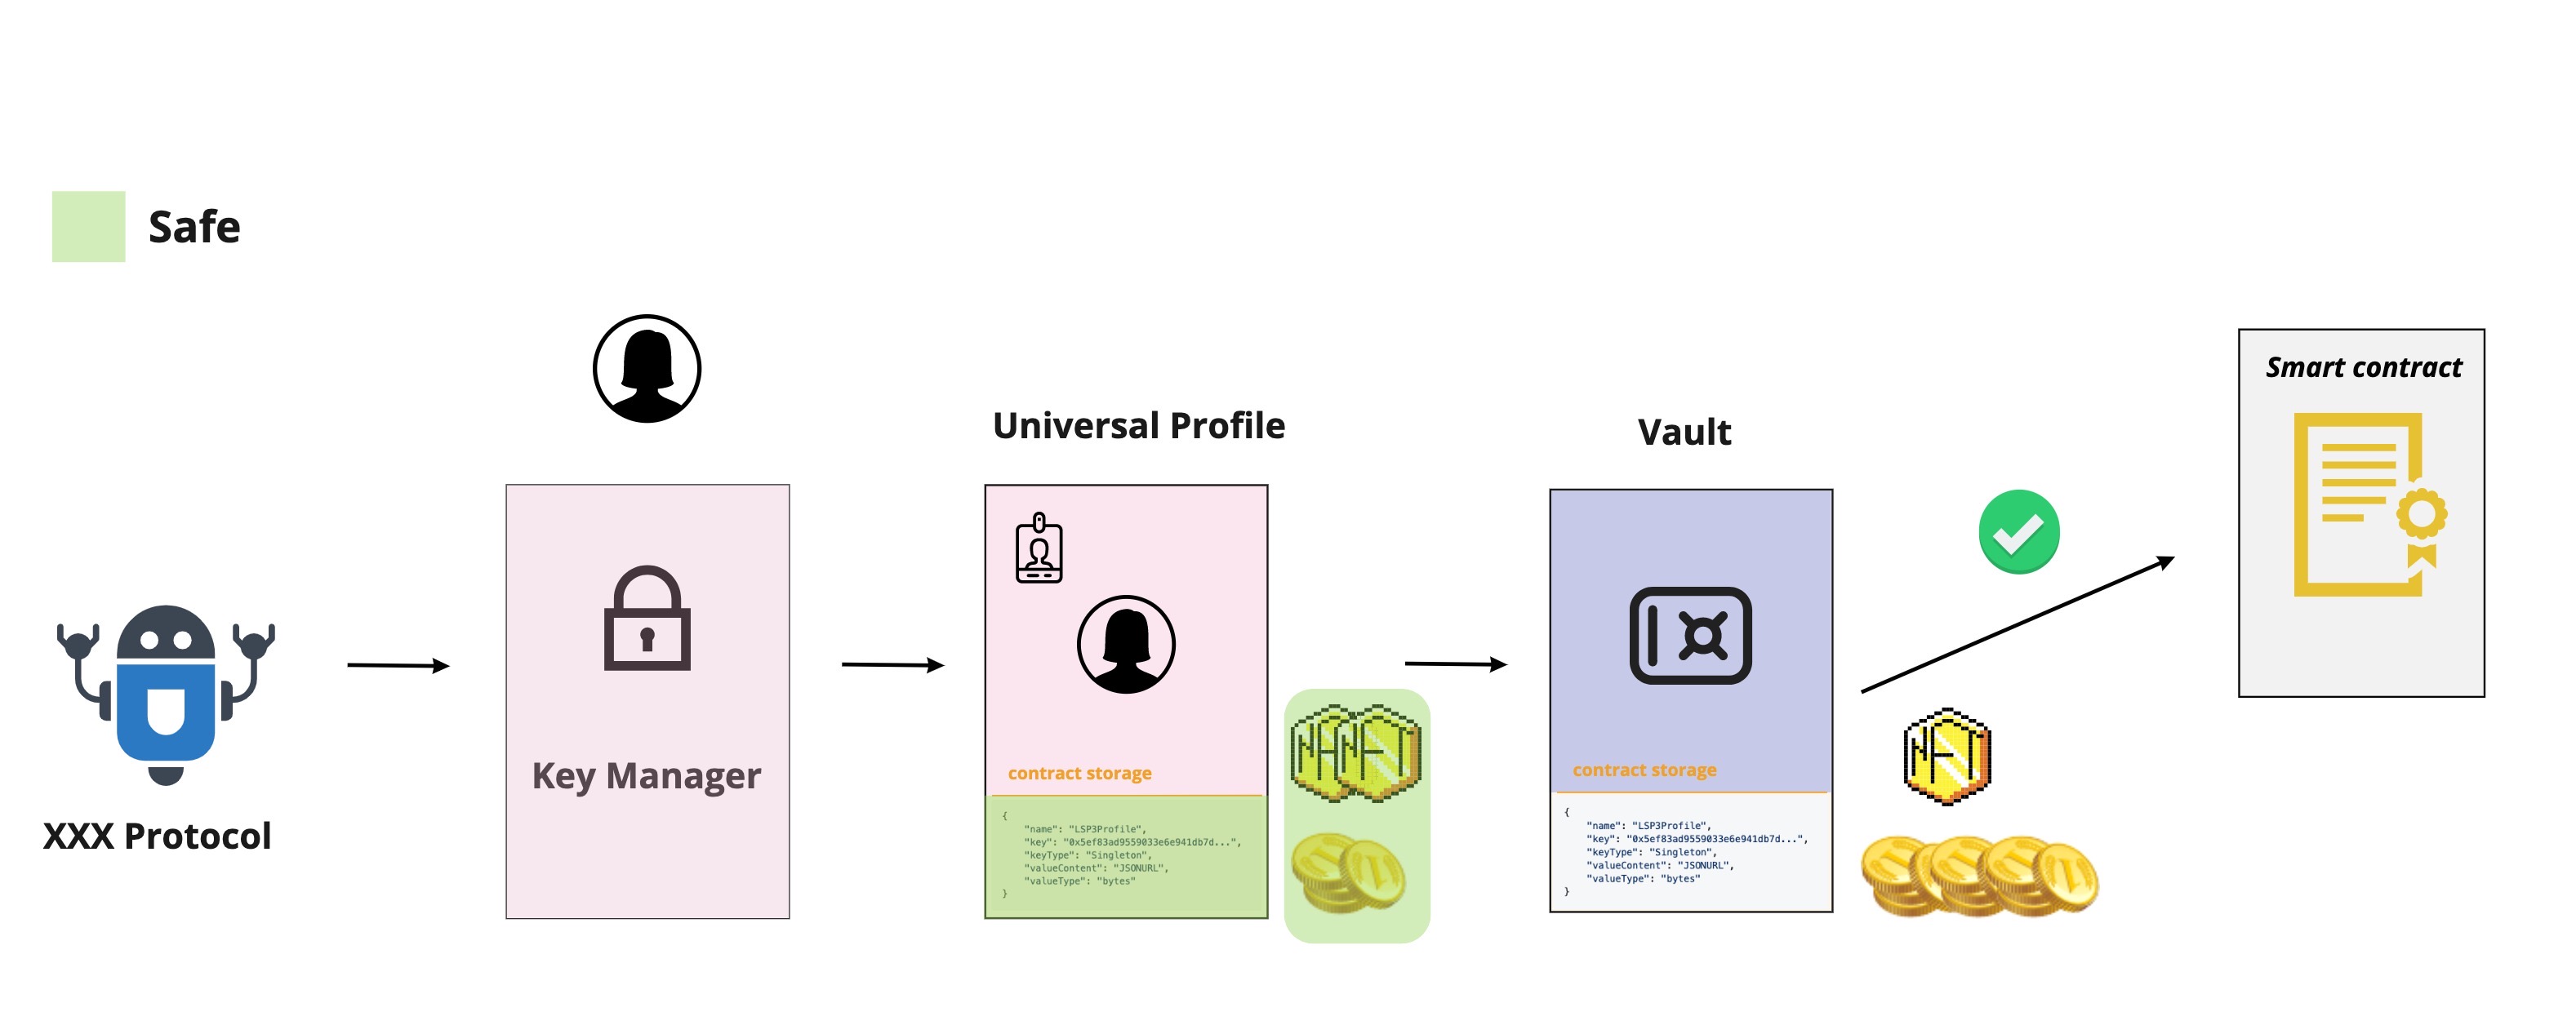 Safe
XXX Protocol
Key Manager
Universal Profile
contract storage
{
"name": "LSP3Profile",
"key": "0x5ef83ad9559033e6e941db7d...",
"keyType": "Singleton",
"valueContent": "JSONURL",
"valueType": "bytes"
}
NFT
Vault
contract storage
{
"name": "LSP3Profile",
"key": "0x5ef83ad9559033e6e941db7d...",
"keyType": "Singleton",
"valueContent": "JSONURL",
"valueType": "bytes"
}
NFT
Smart contract